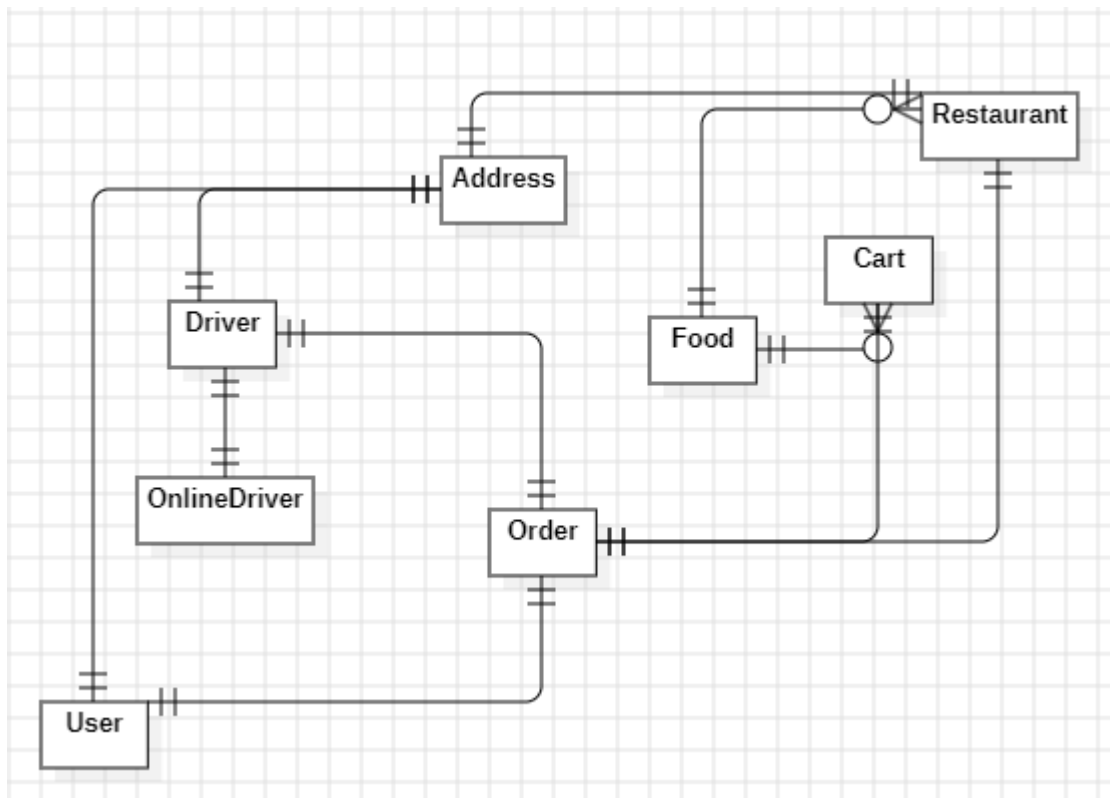 Restaurant
Address
Cart
Driver
Food
OnlineDriver
Order
User